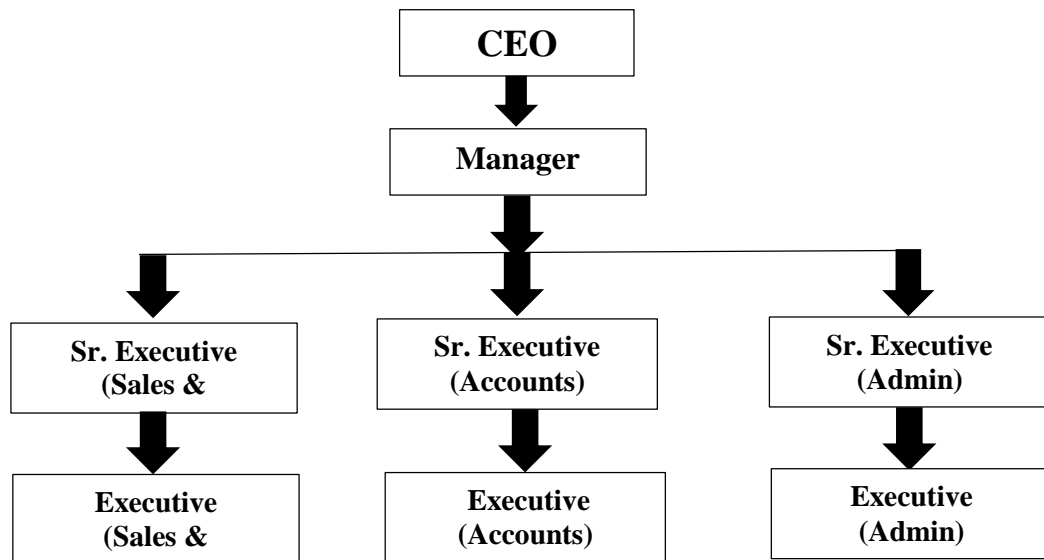 CEO
Manager
Sr. Executive
(Sales &
Sr. Executive
(Accounts)
Sr. Executive
(Admin)
Executive
(Sales &
Executive
(Accounts)
Executive
(Admin)